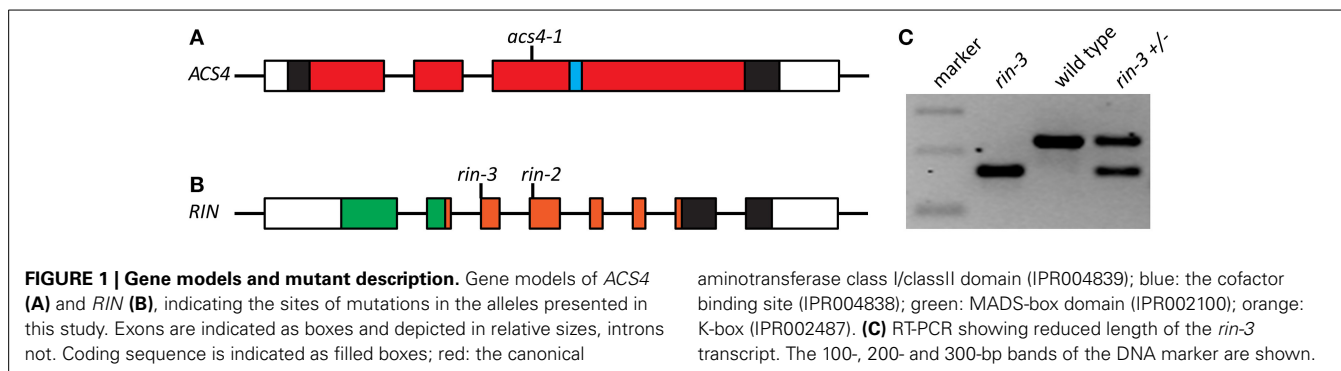 A
acs4-1
ACS4
B
rin-3
rin-2
RIN
C
marker
rin-3
wild type
rin-3 +/-
FIGURE 1 | Gene models and mutant description. Gene models of ACS4
(A) and RIN (B), indicating the sites of mutations in the alleles presented in
this study. Exons are indicated as boxes and depicted in relative sizes, introns
not. Coding sequence is indicated as filled boxes; red: the canonical
aminotransferase class I/classII domain (IPR004839); blue: the cofactor
binding site (IPR004838); green: MADS-box domain (IPR002100); orange:
K-box (IPR002487). (C) RT-PCR showing reduced length of the rin-3
transcript. The 100-, 200- and 300-bp bands of the DNA marker are shown.